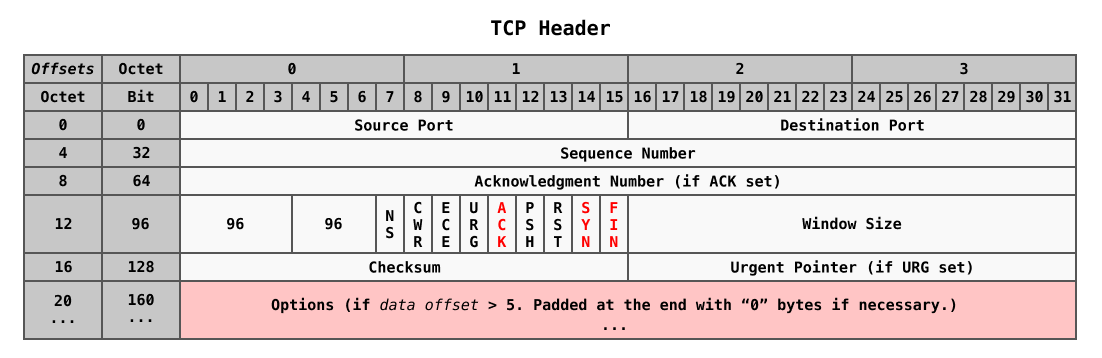 TCP Header
Offsets Octet 0 1 2 3
Octet Bit 0 1 2 3 4 5 6 7 8 9 10 11 12 13 14 15 16 17 18 19 20 21 22 23 24 25 26 27 28 29 30 31
0 0 Source Port Destination Port
4 32 Sequence Number
8 64 Acknowledgment Number (if ACK set)
12 96 96 96 NS CWR ECE URG ACK PSH RST SYN FIN Window Size
16 128 Checksum Urgent Pointer (if URG set)
20 160 Options (if data offset > 5. Padded at the end with “0” bytes if necessary.)
... ... ...